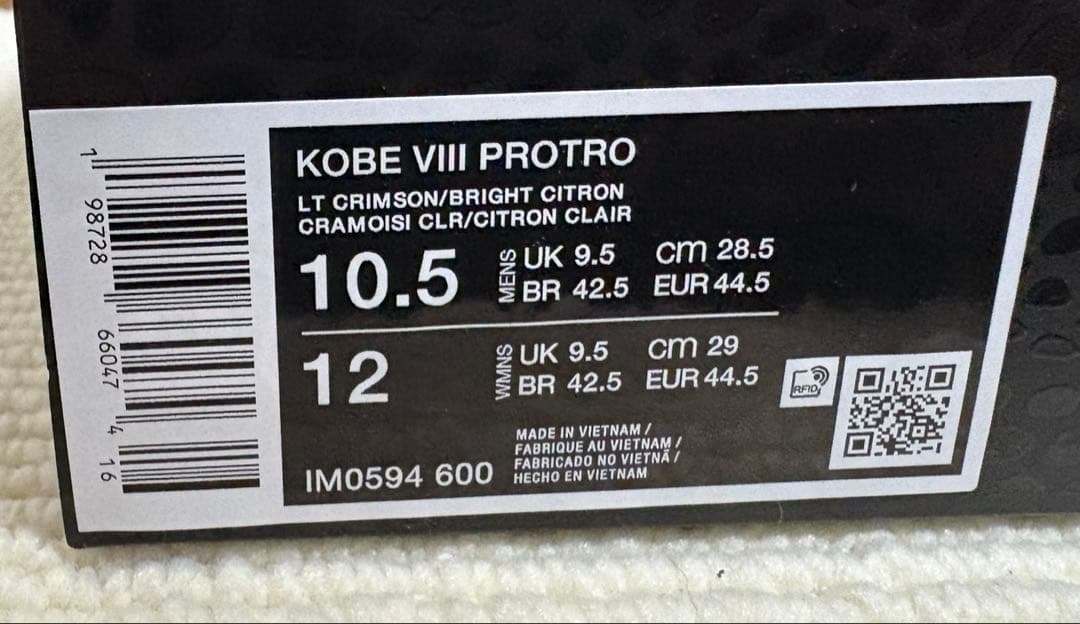 KOBE VIII PROTRO
LT CRIMSON/BRIGHT CITRON
CRAMOISI CLR/CITRON CLAIR
10.5 MENS UK 9.5 cm 28.5
BR 42.5 EUR 44.5
12 WMNS UK 9.5 cm 29
BR 42.5 EUR 44.5
RFID
MADE IN VIETNAM /
FABRIQUE AU VIETNAM /
FABRICADO NO VIETNÃ /
HECHO EN VIETNAM
IM0594 600
1 98728 66047 4 16